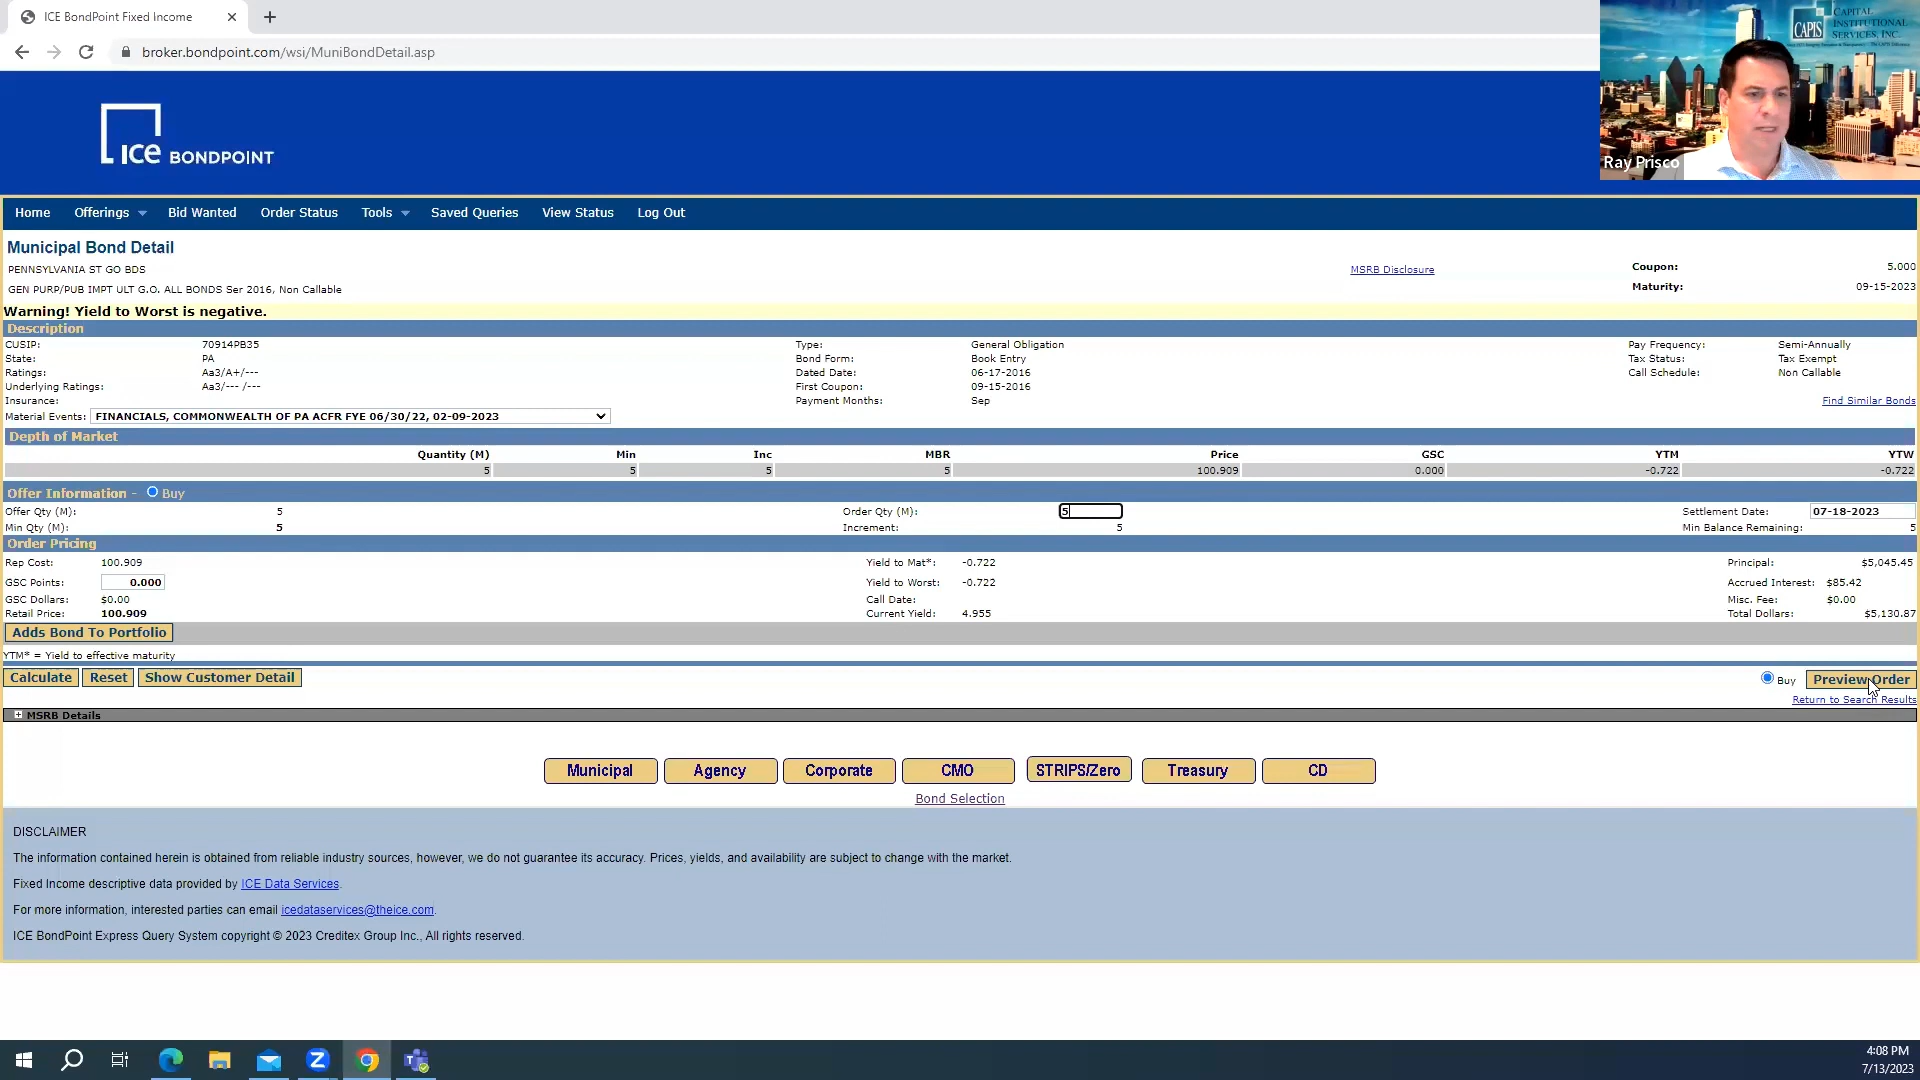 ICE BondPoint Fixed Income
broker.bondpoint.com/wsi/MuniBondDetail.asp
CAPIS CAPITAL INSTITUTIONAL SERVICES, INC.
Ray Prisco
ice BONDPOINT
Home Offerings Bid Wanted Order Status Tools Saved Queries View Status Log Out
Municipal Bond Detail
PENNSYLVANIA ST GO BDS MSRB Disclosure Coupon: 5.000
GEN PURP/PUB IMPT ULT G.O. ALL BONDS Ser 2016, Non Callable Maturity: 09-15-2023
Warning! Yield to Worst is negative.
Description
CUSIP: 70914PB35 Type: General Obligation Pay Frequency: Semi-Annually
State: PA Bond Form: Book Entry Tax Status: Tax Exempt
Ratings: Aa3/A+/--- Dated Date: 06-17-2016 Call Schedule: Non Callable
Underlying Ratings: Aa3/--- /--- First Coupon: 09-15-2016
Insurance: Payment Months: Sep Find Similar Bonds
Material Events: FINANCIALS, COMMONWEALTH OF PA ACFR FYE 06/30/22, 02-09-2023
Depth of Market
Quantity (M) Min Inc MBR Price GSC YTM YTW
5 5 5 5 100.909 0.000 -0.722 -0.722
Offer Information - Buy
Offer Qty (M): 5 Order Qty (M): 5 Settlement Date: 07-18-2023
Min Qty (M): 5 Increment: 5 Min Balance Remaining: 5
Order Pricing
Rep Cost: 100.909 Yield to Mat*: -0.722 Principal: $5,045.45
GSC Points: 0.000 Yield to Worst: -0.722 Accrued Interest: $85.42
GSC Dollars: $0.00 Call Date: Misc. Fee: $0.00
Retail Price: 100.909 Current Yield: 4.955 Total Dollars: $5,130.87
Adds Bond To Portfolio
YTM* = Yield to effective maturity
Calculate Reset Show Customer Detail Buy Preview Order
Return to Search Results
MSRB Details
Municipal Agency Corporate CMO STRIPS/Zero Treasury CD
Bond Selection
DISCLAIMER
The information contained herein is obtained from reliable industry sources, however, we do not guarantee its accuracy. Prices, yields, and availability are subject to change with the market.
Fixed Income descriptive data provided by ICE Data Services.
For more information, interested parties can email icedataservices@theice.com.
ICE BondPoint Express Query System copyright © 2023 Creditex Group Inc., All rights reserved.
4:08 PM
7/13/2023